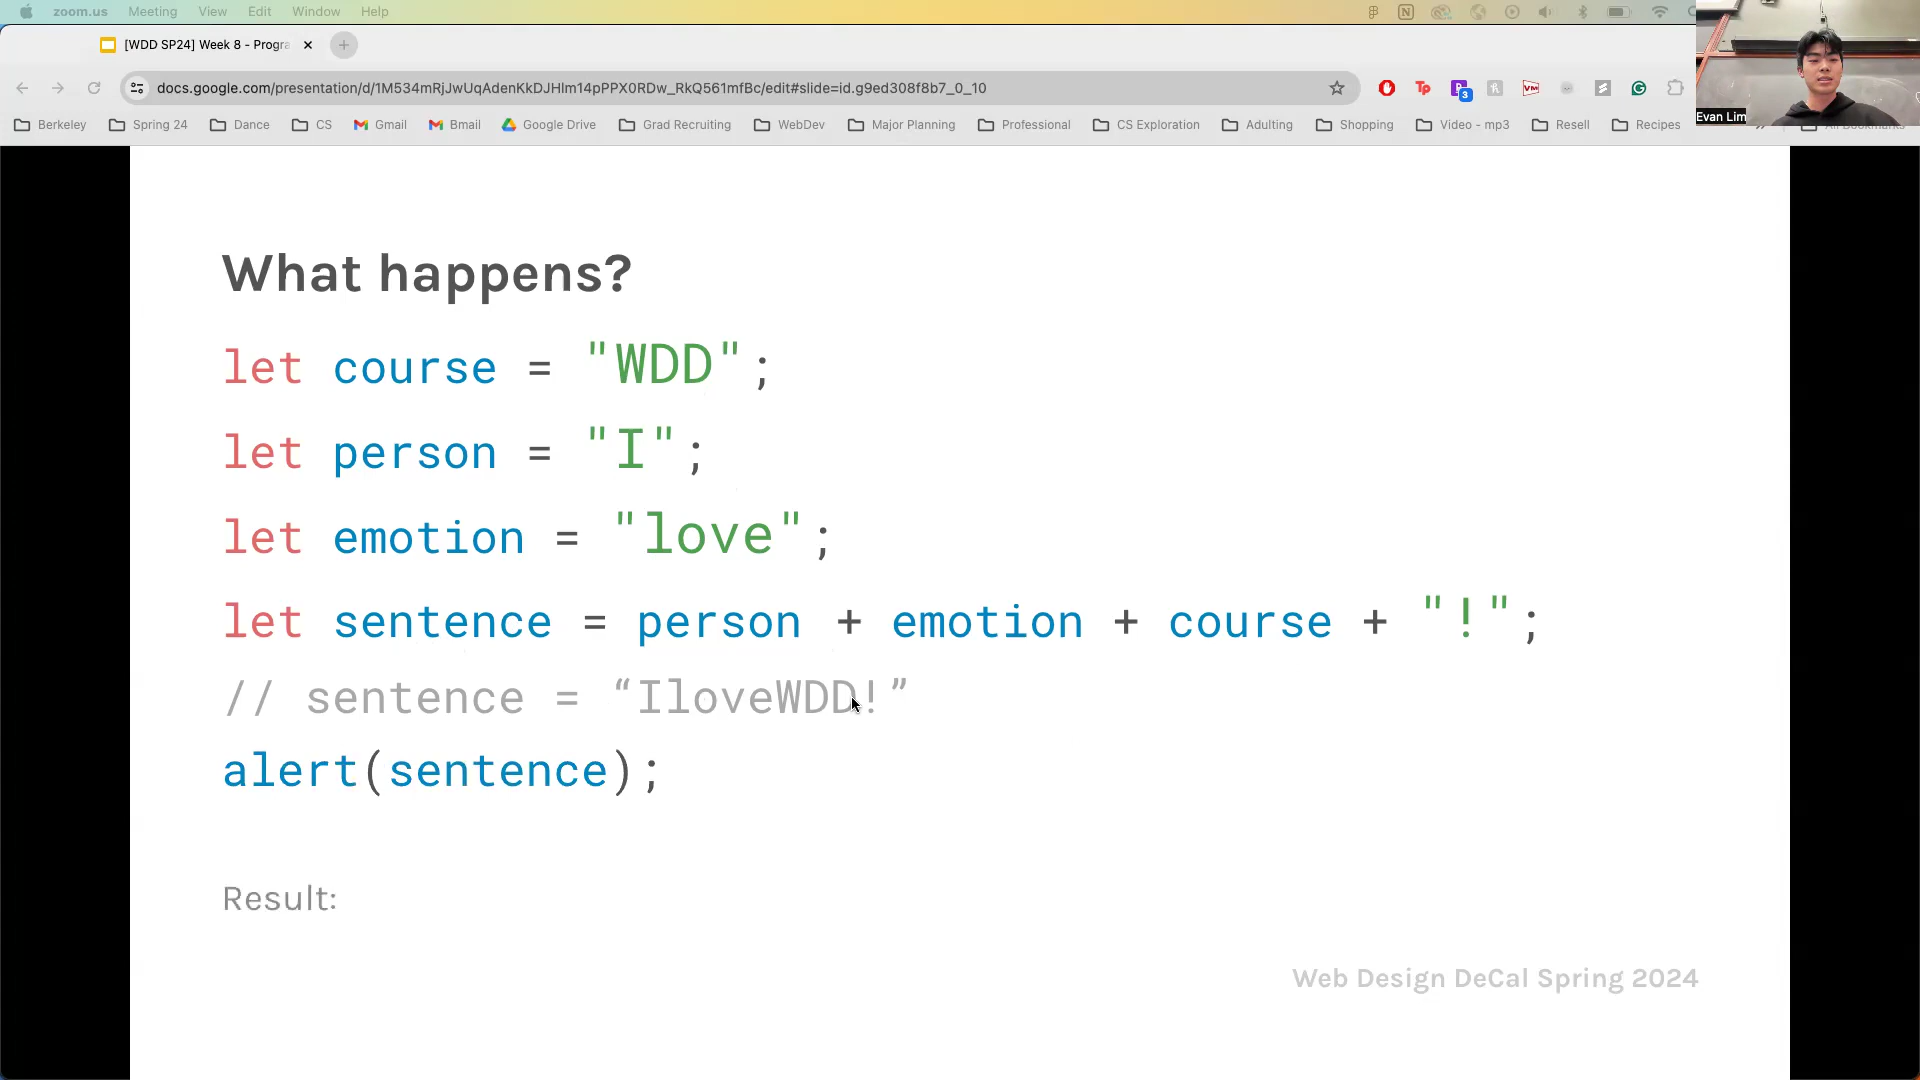 zoom.us Meeting View Edit Window Help
[WDD SP24] Week 8 - Progra
docs.google.com/presentation/d/1M534mRjJwUqAdenKkDJHlm14pPPX0RDw_RkQ561mfBc/edit#slide=id.g9ed308f8b7_0_10
Berkeley Spring 24 Dance CS Gmail Bmail Google Drive Grad Recruiting WebDev Major Planning Professional CS Exploration Adulting Shopping Video - mp3 Resell Recipes All Bookmarks
Evan Lim
What happens?
let course = "WDD";
let person = "I";
let emotion = "love";
let sentence = person + emotion + course + "!";
// sentence = “IloveWDD!”
alert(sentence);
Result:
Web Design DeCal Spring 2024